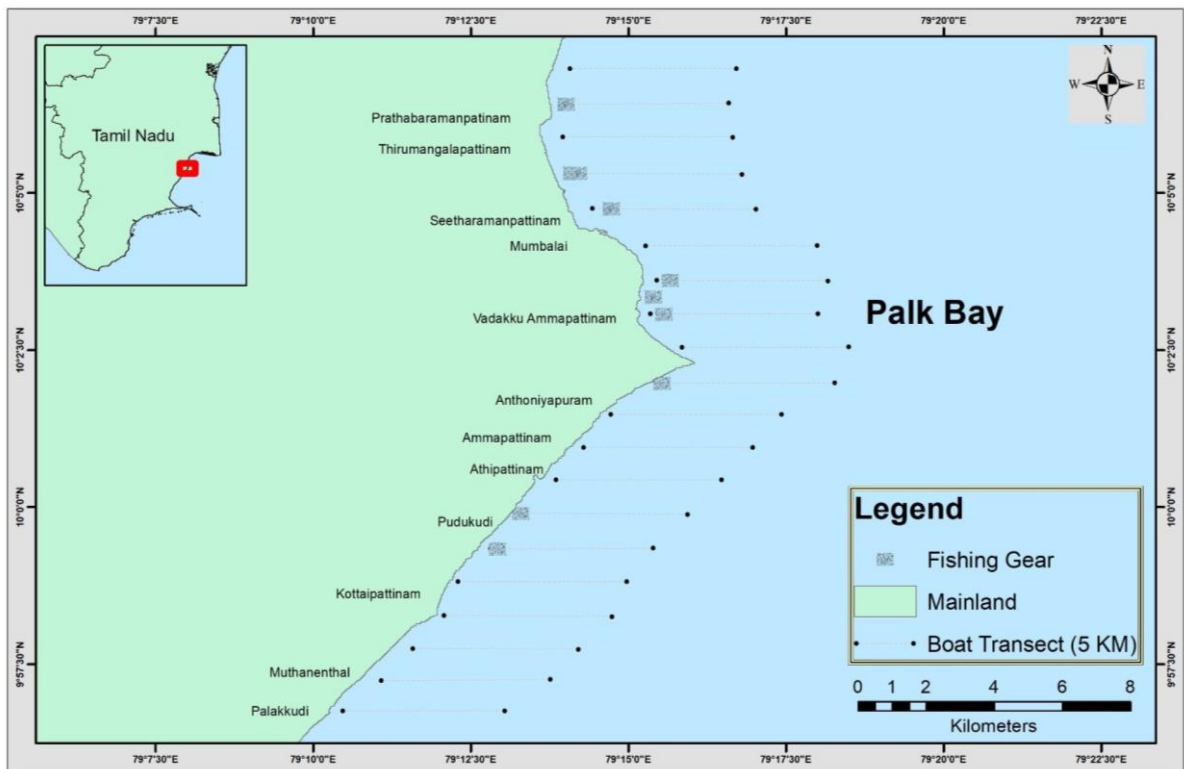 79°7'30"E 79°10'0"E 79°12'30"E 79°15'0"E 79°17'30"E 79°20'0"E 79°22'30"E
Tamil Nadu
N
W E
S
Prathabaramanpatinam
Thirumangalapattinam
10°5'0"N 10°5'0"N
Seetharamanpattinam
Mumbalai
Palk Bay
Vadakku Ammapattinam
10°2'30"N 10°2'30"N
Anthoniyapuram
Ammapattinam
Athipattinam
10°0'0"N 10°0'0"N
Pudukudi
Kottaipattinam
Muthanenthal
9°57'30"N 9°57'30"N
Palakkudi
Legend
Fishing Gear
Mainland
Boat Transect (5 KM)
0 1 2 4 6 8
Kilometers
79°7'30"E 79°10'0"E 79°12'30"E 79°15'0"E 79°17'30"E 79°20'0"E 79°22'30"E